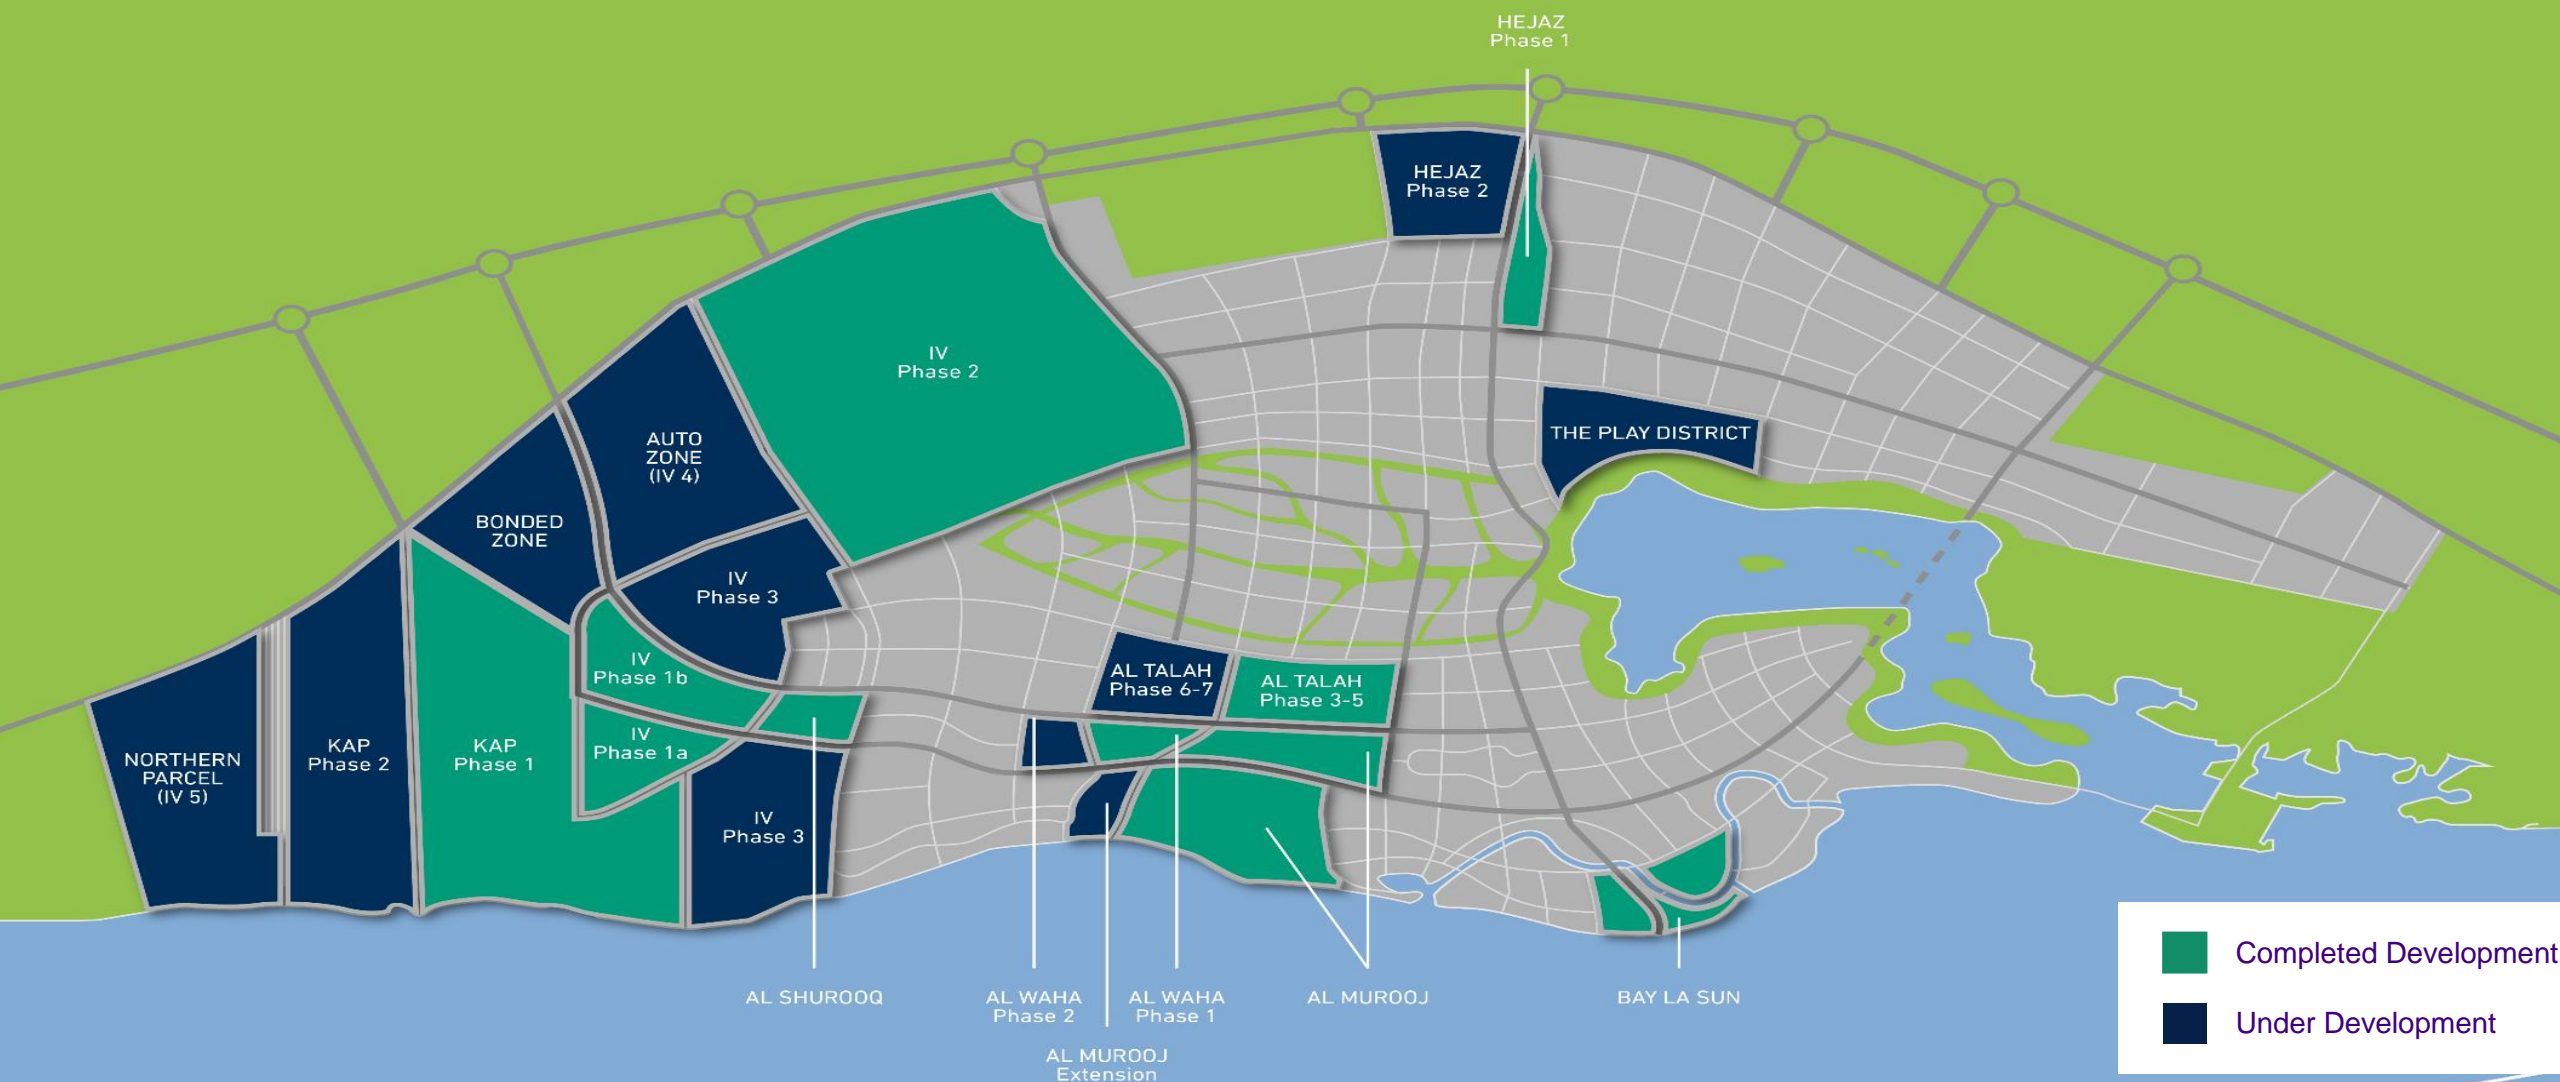 HEJAZ
Phase 1
HEJAZ
Phase 2
IV
Phase 2
AUTO
ZONE
(IV 4)
THE PLAY DISTRICT
BONDED
ZONE
IV
Phase 3
IV
Phase 1b
AL TALAH
Phase 6-7
AL TALAH
Phase 3-5
NORTHERN
PARCEL
(IV 5)
KAP
Phase 2
KAP
Phase 1
IV
Phase 1a
IV
Phase 3
AL SHUROOQ
AL WAHA
Phase 2
AL WAHA
Phase 1
AL MUROOJ
BAY LA SUN
AL MUROOJ
Extension
Completed Development
Under Development